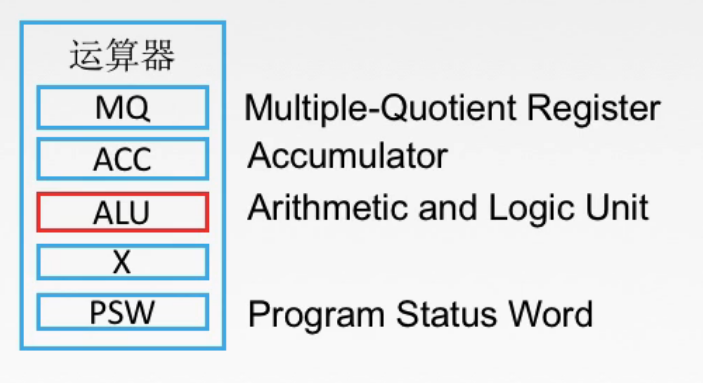 运算器
MQ Multiple-Quotient Register
ACC Accumulator
ALU Arithmetic and Logic Unit
X
PSW Program Status Word